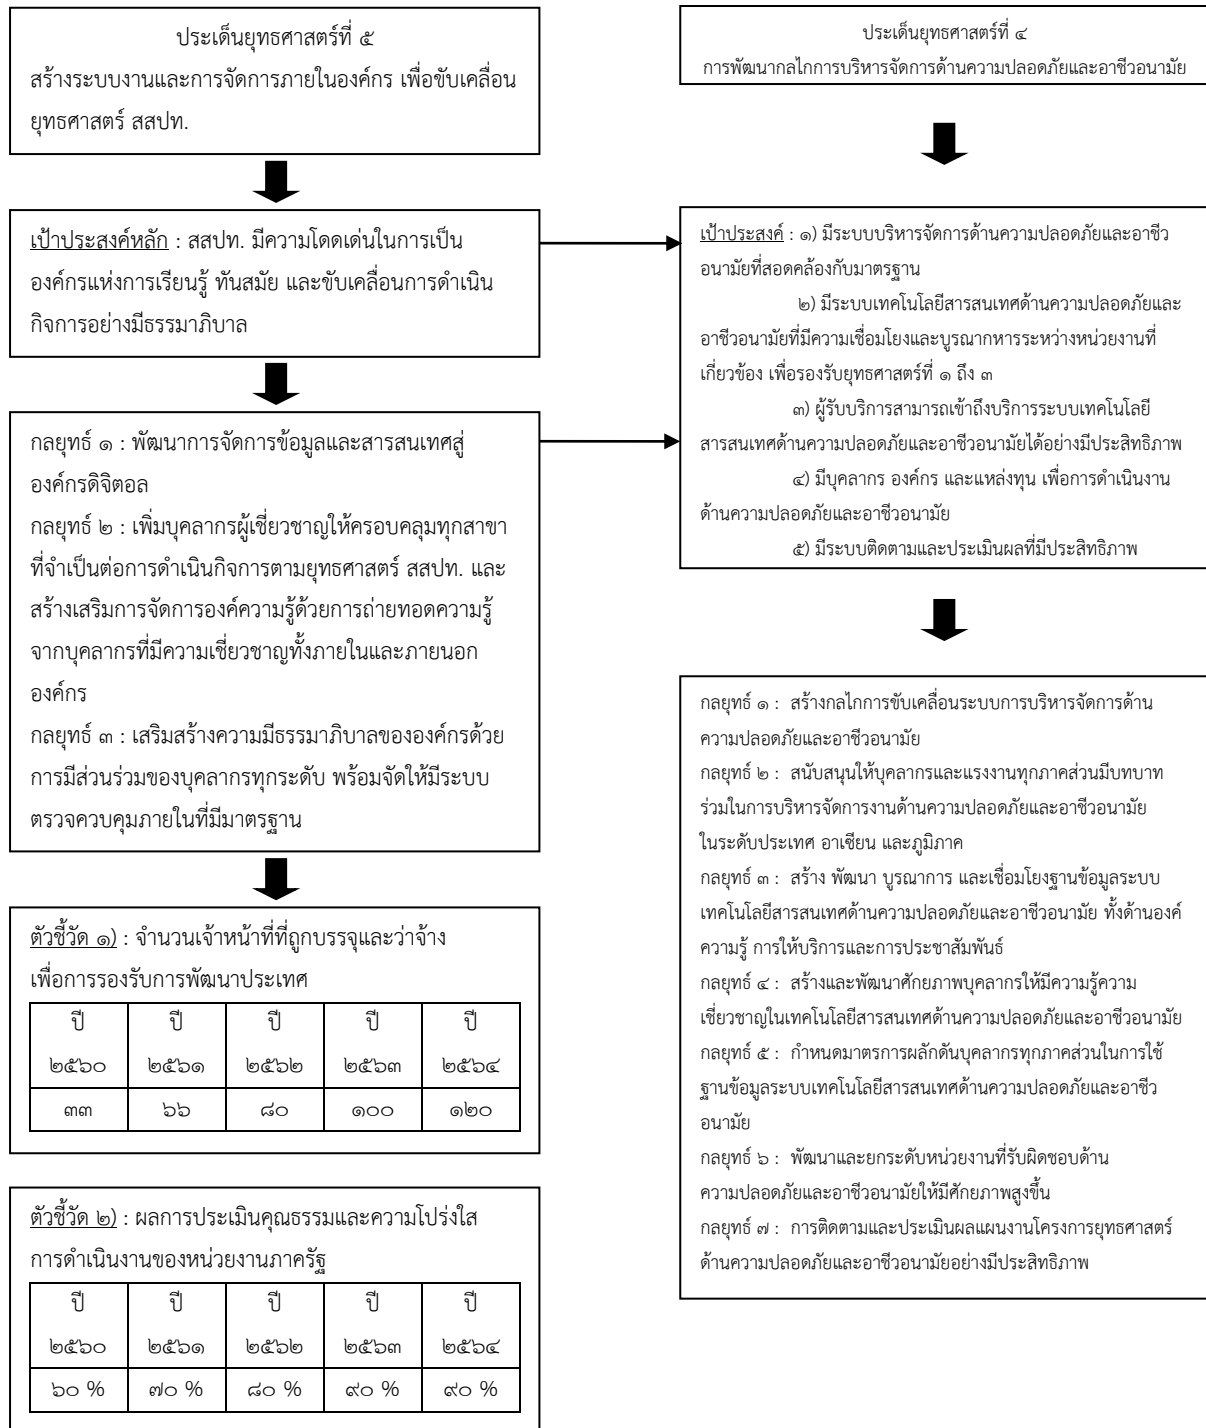 ประเด็นยุทธศาสตร์ที่ ๕
สร้างระบบงานและการจัดการภายในองค์กร เพื่อขับเคลื่อน
ยุทธศาสตร์ สสปท.
เป้าประสงค์หลัก : สสปท. มีความโดดเด่นในการเป็น
องค์กรแห่งการเรียนรู้ ทันสมัย และขับเคลื่อนการดำเนิน
กิจการอย่างมีธรรมาภิบาล
กลยุทธ์ ๑ : พัฒนาการจัดการข้อมูลและสารสนเทศสู่
องค์กรดิจิตอล
กลยุทธ์ ๒ : เพิ่มบุคลากรผู้เชี่ยวชาญให้ครอบคลุมทุกสาขา
ที่จำเป็นต่อการดำเนินกิจการตามยุทธศาสตร์ สสปท. และ
สร้างเสริมการจัดการองค์ความรู้ด้วยการถ่ายทอดความรู้
จากบุคลากรที่มีความเชี่ยวชาญทั้งภายในและภายนอก
องค์กร
กลยุทธ์ ๓ : เสริมสร้างความมีธรรมาภิบาลขององค์กรด้วย
การมีส่วนร่วมของบุคลากรทุกระดับ พร้อมจัดให้มีระบบ
ตรวจควบคุมภายในที่มีมาตรฐาน
ตัวชี้วัด ๑) : จำนวนเจ้าหน้าที่ที่ถูกบรรจุและว่าจ้าง
เพื่อการรองรับการพัฒนาประเทศ
ปี ปี ปี ปี ปี
๒๕๖๐ ๒๕๖๑ ๒๕๖๒ ๒๕๖๓ ๒๕๖๔
๓๓ ๖๖ ๘๐ ๑๐๐ ๑๒๐
ตัวชี้วัด ๒) : ผลการประเมินคุณธรรมและความโปร่งใส
การดำเนินงานของหน่วยงานภาครัฐ
ปี ปี ปี ปี ปี
๒๕๖๐ ๒๕๖๑ ๒๕๖๒ ๒๕๖๓ ๒๕๖๔
๖๐ % ๗๐ % ๘๐ % ๙๐ % ๙๐ %
ประเด็นยุทธศาสตร์ที่ ๔
การพัฒนากลไกการบริหารจัดการด้านความปลอดภัยและอาชีวอนามัย
เป้าประสงค์ : ๑) มีระบบบริหารจัดการด้านความปลอดภัยและอาชีว
อนามัยที่สอดคล้องกับมาตรฐาน
๒) มีระบบเทคโนโลยีสารสนเทศด้านความปลอดภัยและ
อาชีวอนามัยที่มีความเชื่อมโยงและบูรณากหารระหว่างหน่วยงานที่
เกี่ยวข้อง เพื่อรองรับยุทธศาสตร์ที่ ๑ ถึง ๓
๓) ผู้รับบริการสามารถเข้าถึงบริการระบบเทคโนโลยี
สารสนเทศด้านความปลอดภัยและอาชีวอนามัยได้อย่างมีประสิทธิภาพ
๔) มีบุคลากร องค์กร และแหล่งทุน เพื่อการดำเนินงาน
ด้านความปลอดภัยและอาชีวอนามัย
๕) มีระบบติดตามและประเมินผลที่มีประสิทธิภาพ
กลยุทธ์ ๑ : สร้างกลไกการขับเคลื่อนระบบการบริหารจัดการด้าน
ความปลอดภัยและอาชีวอนามัย
กลยุทธ์ ๒ : สนับสนุนให้บุคลากรและแรงงานทุกภาคส่วนมีบทบาท
ร่วมในการบริหารจัดการงานด้านความปลอดภัยและอาชีวอนามัย
ในระดับประเทศ อาเซียน และภูมิภาค
กลยุทธ์ ๓ : สร้าง พัฒนา บูรณาการ และเชื่อมโยงฐานข้อมูลระบบ
เทคโนโลยีสารสนเทศด้านความปลอดภัยและอาชีวอนามัย ทั้งด้านองค์
ความรู้ การให้บริการและการประชาสัมพันธ์
กลยุทธ์ ๔ : สร้างและพัฒนาศักยภาพบุคลากรให้มีความรู้ความ
เชี่ยวชาญในเทคโนโลยีสารสนเทศด้านความปลอดภัยและอาชีวอนามัย
กลยุทธ์ ๕ : กำหนดมาตรการผลักดันบุคลากรทุกภาคส่วนในการใช้
ฐานข้อมูลระบบเทคโนโลยีสารสนเทศด้านความปลอดภัยและอาชีว
อนามัย
กลยุทธ์ ๖ : พัฒนาและยกระดับหน่วยงานที่รับผิดชอบด้าน
ความปลอดภัยและอาชีวอนามัยให้มีศักยภาพสูงขึ้น
กลยุทธ์ ๗ : การติดตามและประเมินผลแผนงานโครงการยุทธศาสตร์
ด้านความปลอดภัยและอาชีวอนามัยอย่างมีประสิทธิภาพ